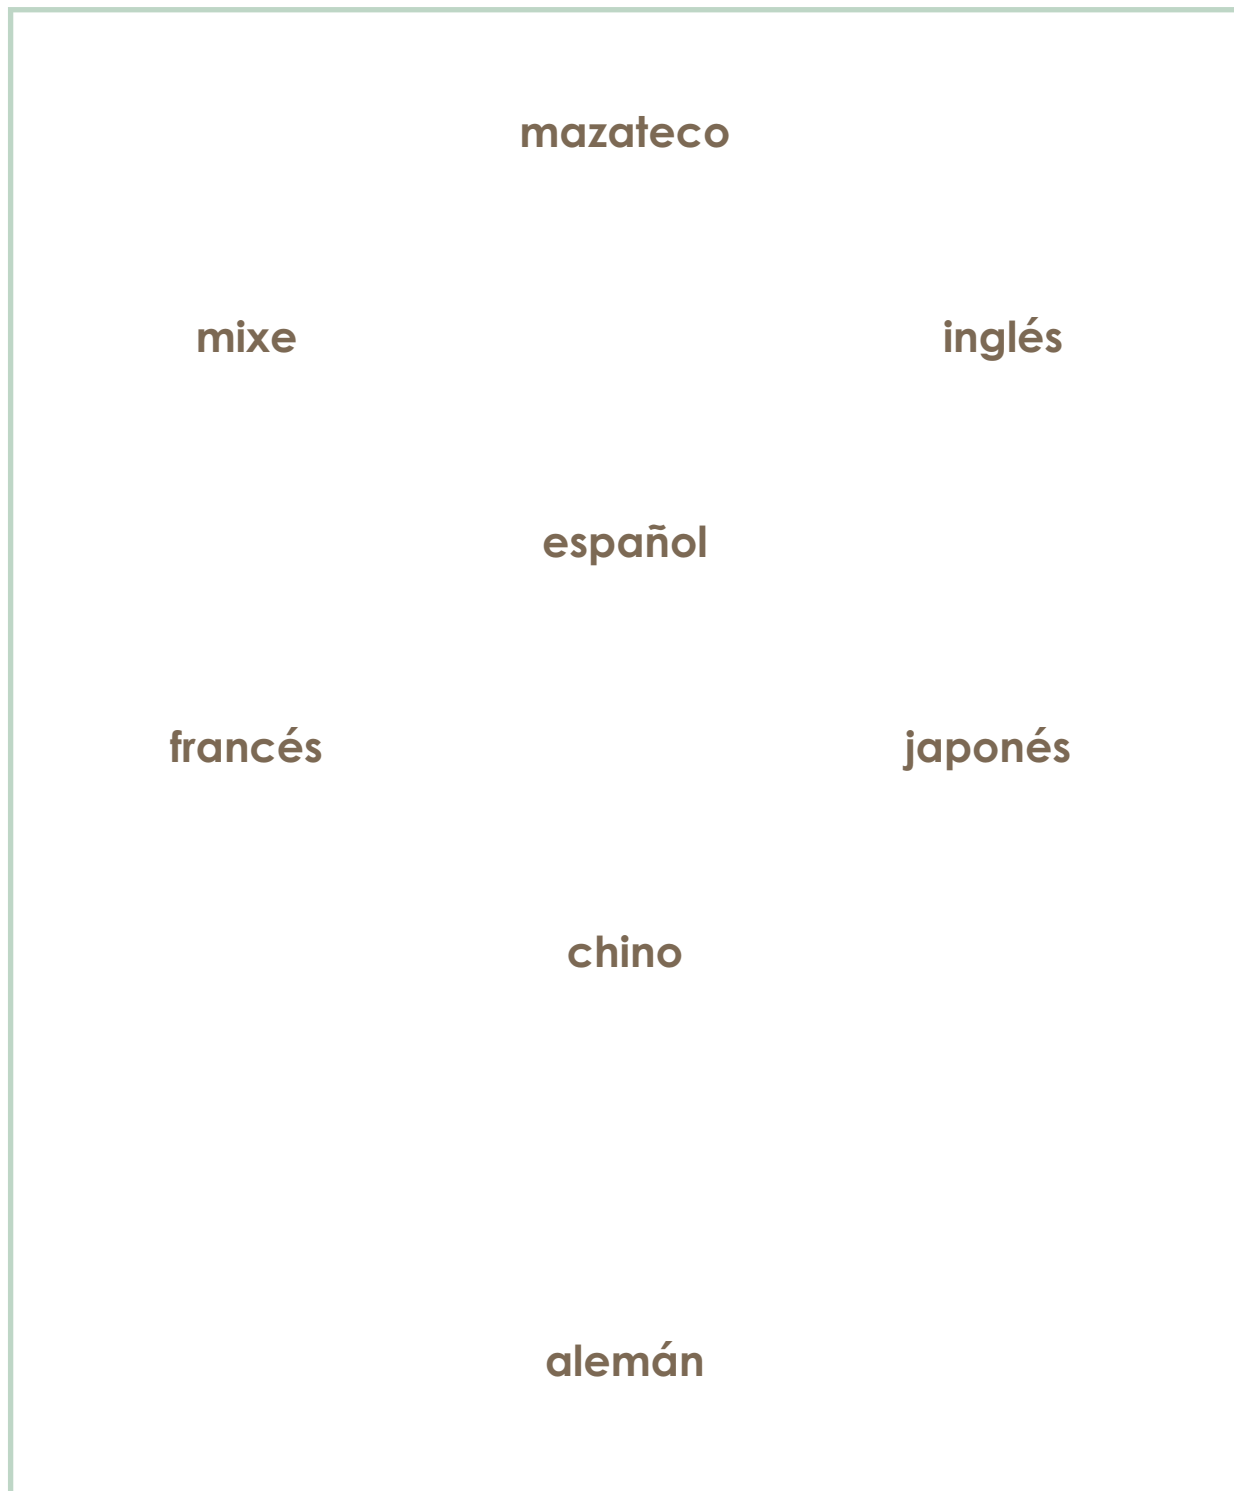 mazateco
mixe inglés
español
francés japonés
chino
alemán